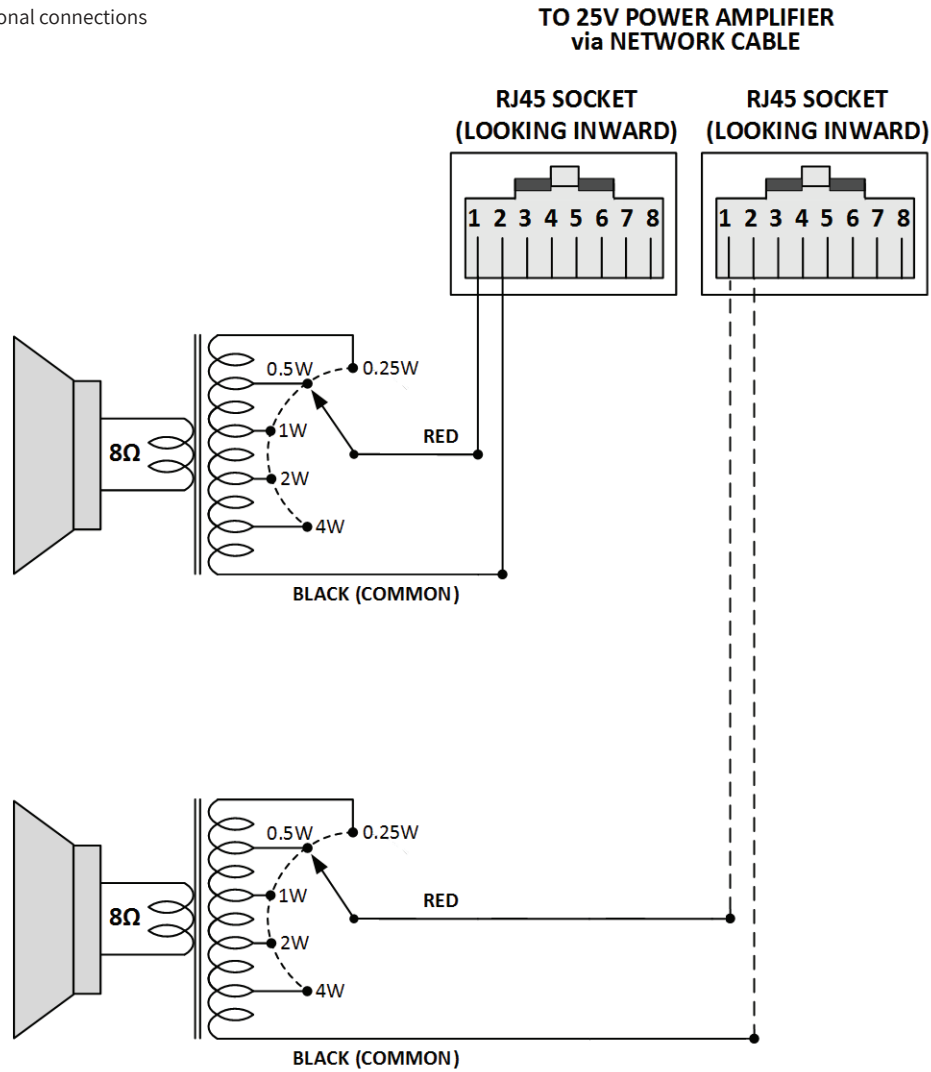 onal connections
TO 25V POWER AMPLIFIER
via NETWORK CABLE
RJ45 SOCKET
(LOOKING INWARD)
RJ45 SOCKET
(LOOKING INWARD)
1 2 3 4 5 6 7 8
1 2 3 4 5 6 7 8
0.5W
0.25W
1W
RED
8Ω
2W
4W
BLACK (COMMON)
0.5W
0.25W
1W
RED
8Ω
2W
4W
BLACK (COMMON)